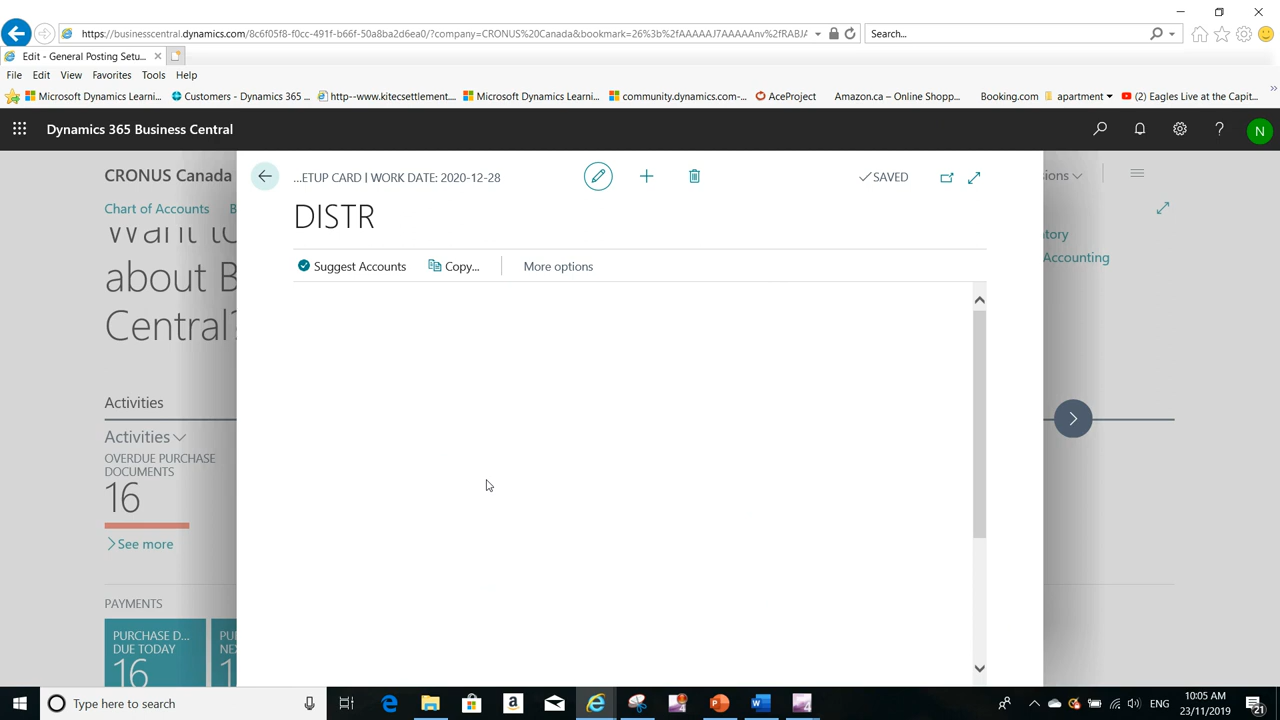 https://businesscentral.dynamics.com/8c6f05f8-f0cc-491f-b66f-50a8ba2d6ea0/?company=CRONUS%20Canada&bookmark=26%3b%2fAAAAAJ7AAAAAnv%2fRABJA
Search...
Edit - General Posting Setu...
File Edit View Favorites Tools Help
Microsoft Dynamics Learni... Customers - Dynamics 365 ... http--www.kitecsettlement.... Microsoft Dynamics Learni... community.dynamics.com-... AceProject Amazon.ca – Online Shopp... Booking.com apartment (2) Eagles Live at the Capit...
Dynamics 365 Business Central
N
CRONUS Canada
...ETUP CARD | WORK DATE: 2020-12-28
SAVED
Chart of Accounts
DISTR
Want to
about B
Central?
Accounting
Suggest Accounts Copy... More options
Activities
Activities
OVERDUE PURCHASE
DOCUMENTS
16
See more
PAYMENTS
PURCHASE D...
DUE TODAY
16
Type here to search
ENG
10:05 AM
23/11/2019
21